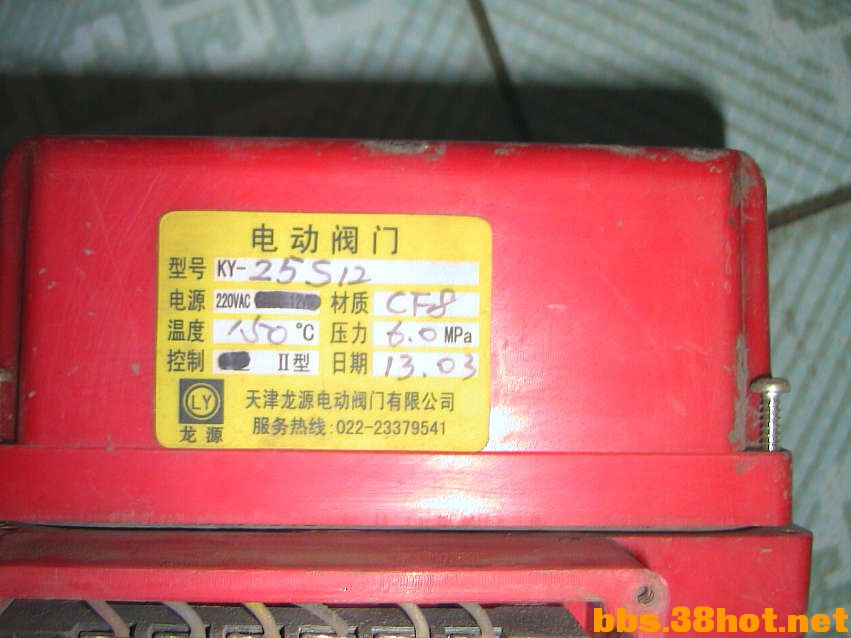 电动阀门
型号 KY-25S12
电源 220VAC 材质 CF8
温度 150 °C 压力 6.0 MPa
控制 II型 日期 13.03
LY 天津龙源电动阀门有限公司
龙源 服务热线:022-23379541
bbs.38hot.net